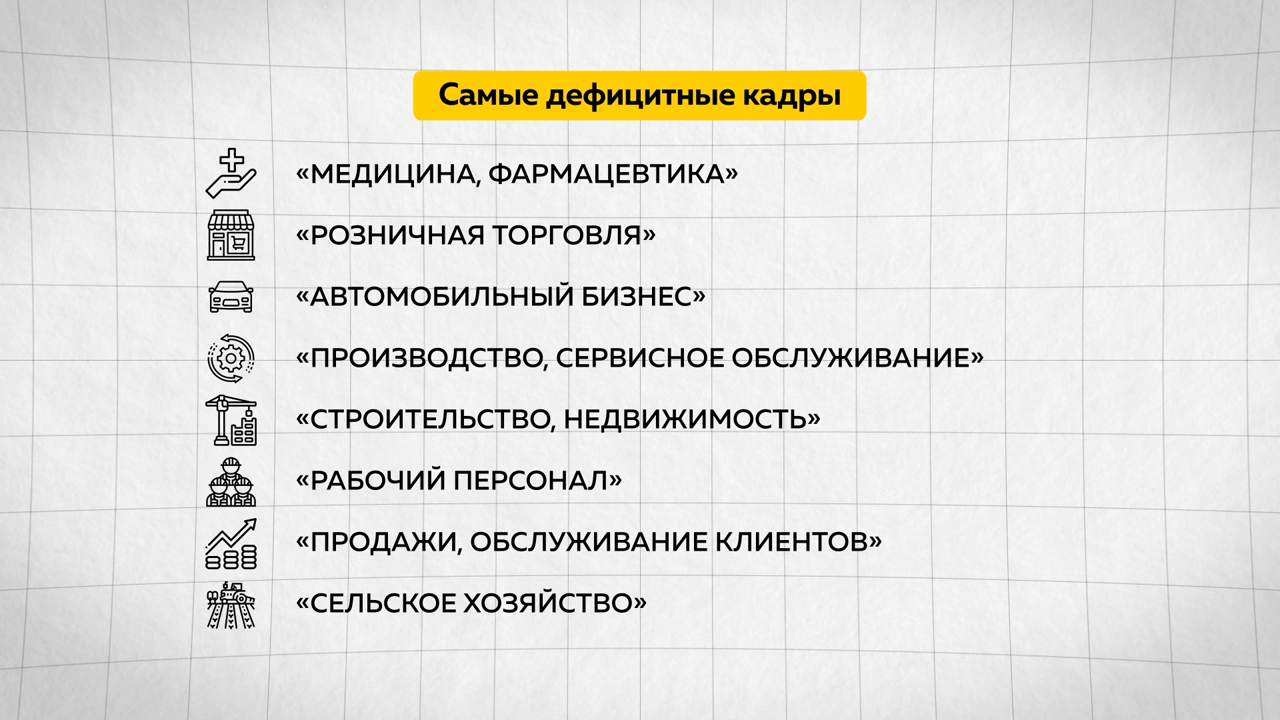 Самые дефицитные кадры
«МЕДИЦИНА, ФАРМАЦЕВТИКА»
«РОЗНИЧНАЯ ТОРГОВЛЯ»
«АВТОМОБИЛЬНЫЙ БИЗНЕС»
«ПРОИЗВОДСТВО, СЕРВИСНОЕ ОБСЛУЖИВАНИЕ»
«СТРОИТЕЛЬСТВО, НЕДВИЖИМОСТЬ»
«РАБОЧИЙ ПЕРСОНАЛ»
«ПРОДАЖИ, ОБСЛУЖИВАНИЕ КЛИЕНТОВ»
«СЕЛЬСКОЕ ХОЗЯЙСТВО»